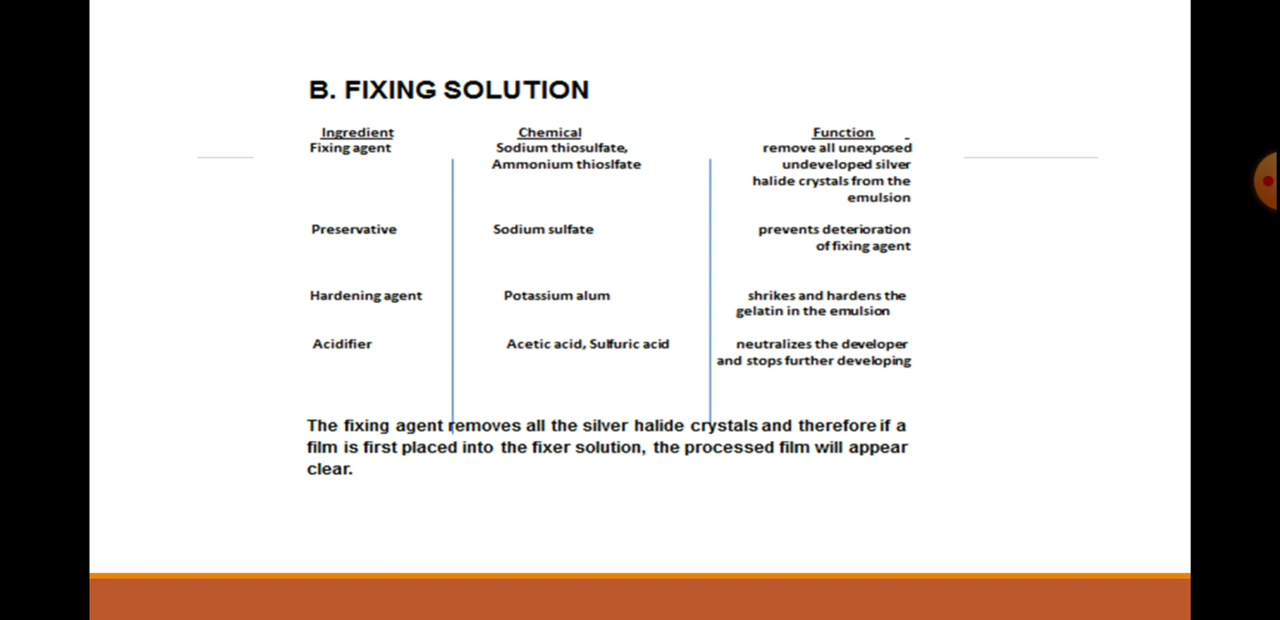 B. FIXING SOLUTION
Ingredient Chemical Function
Fixing agent Sodium thiosulfate, remove all unexposed
Ammonium thioslfate undeveloped silver
halide crystals from the
emulsion
Preservative Sodium sulfate prevents deterioration
of fixing agent
Hardening agent Potassium alum shrikes and hardens the
gelatin in the emulsion
Acidifier Acetic acid, Sulfuric acid neutralizes the developer
and stops further developing
The fixing agent removes all the silver halide crystals and therefore if a
film is first placed into the fixer solution, the processed film will appear
clear.